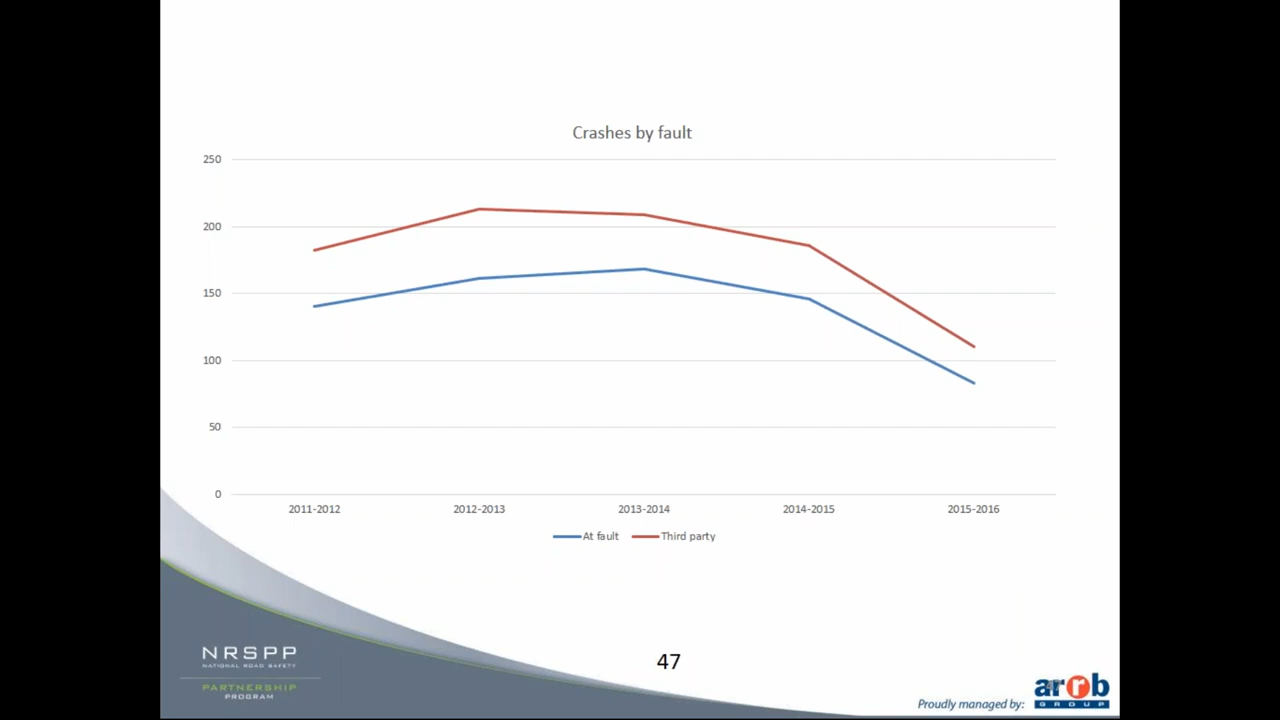 Crashes by fault
250
200
150
100
50
0
2011-2012 2012-2013 2013-2014 2014-2015 2015-2016
At fault Third party
47
NRSPP
NATIONAL ROAD SAFETY
PARTNERSHIP
PROGRAM
Proudly managed by:
arrb
GROUP